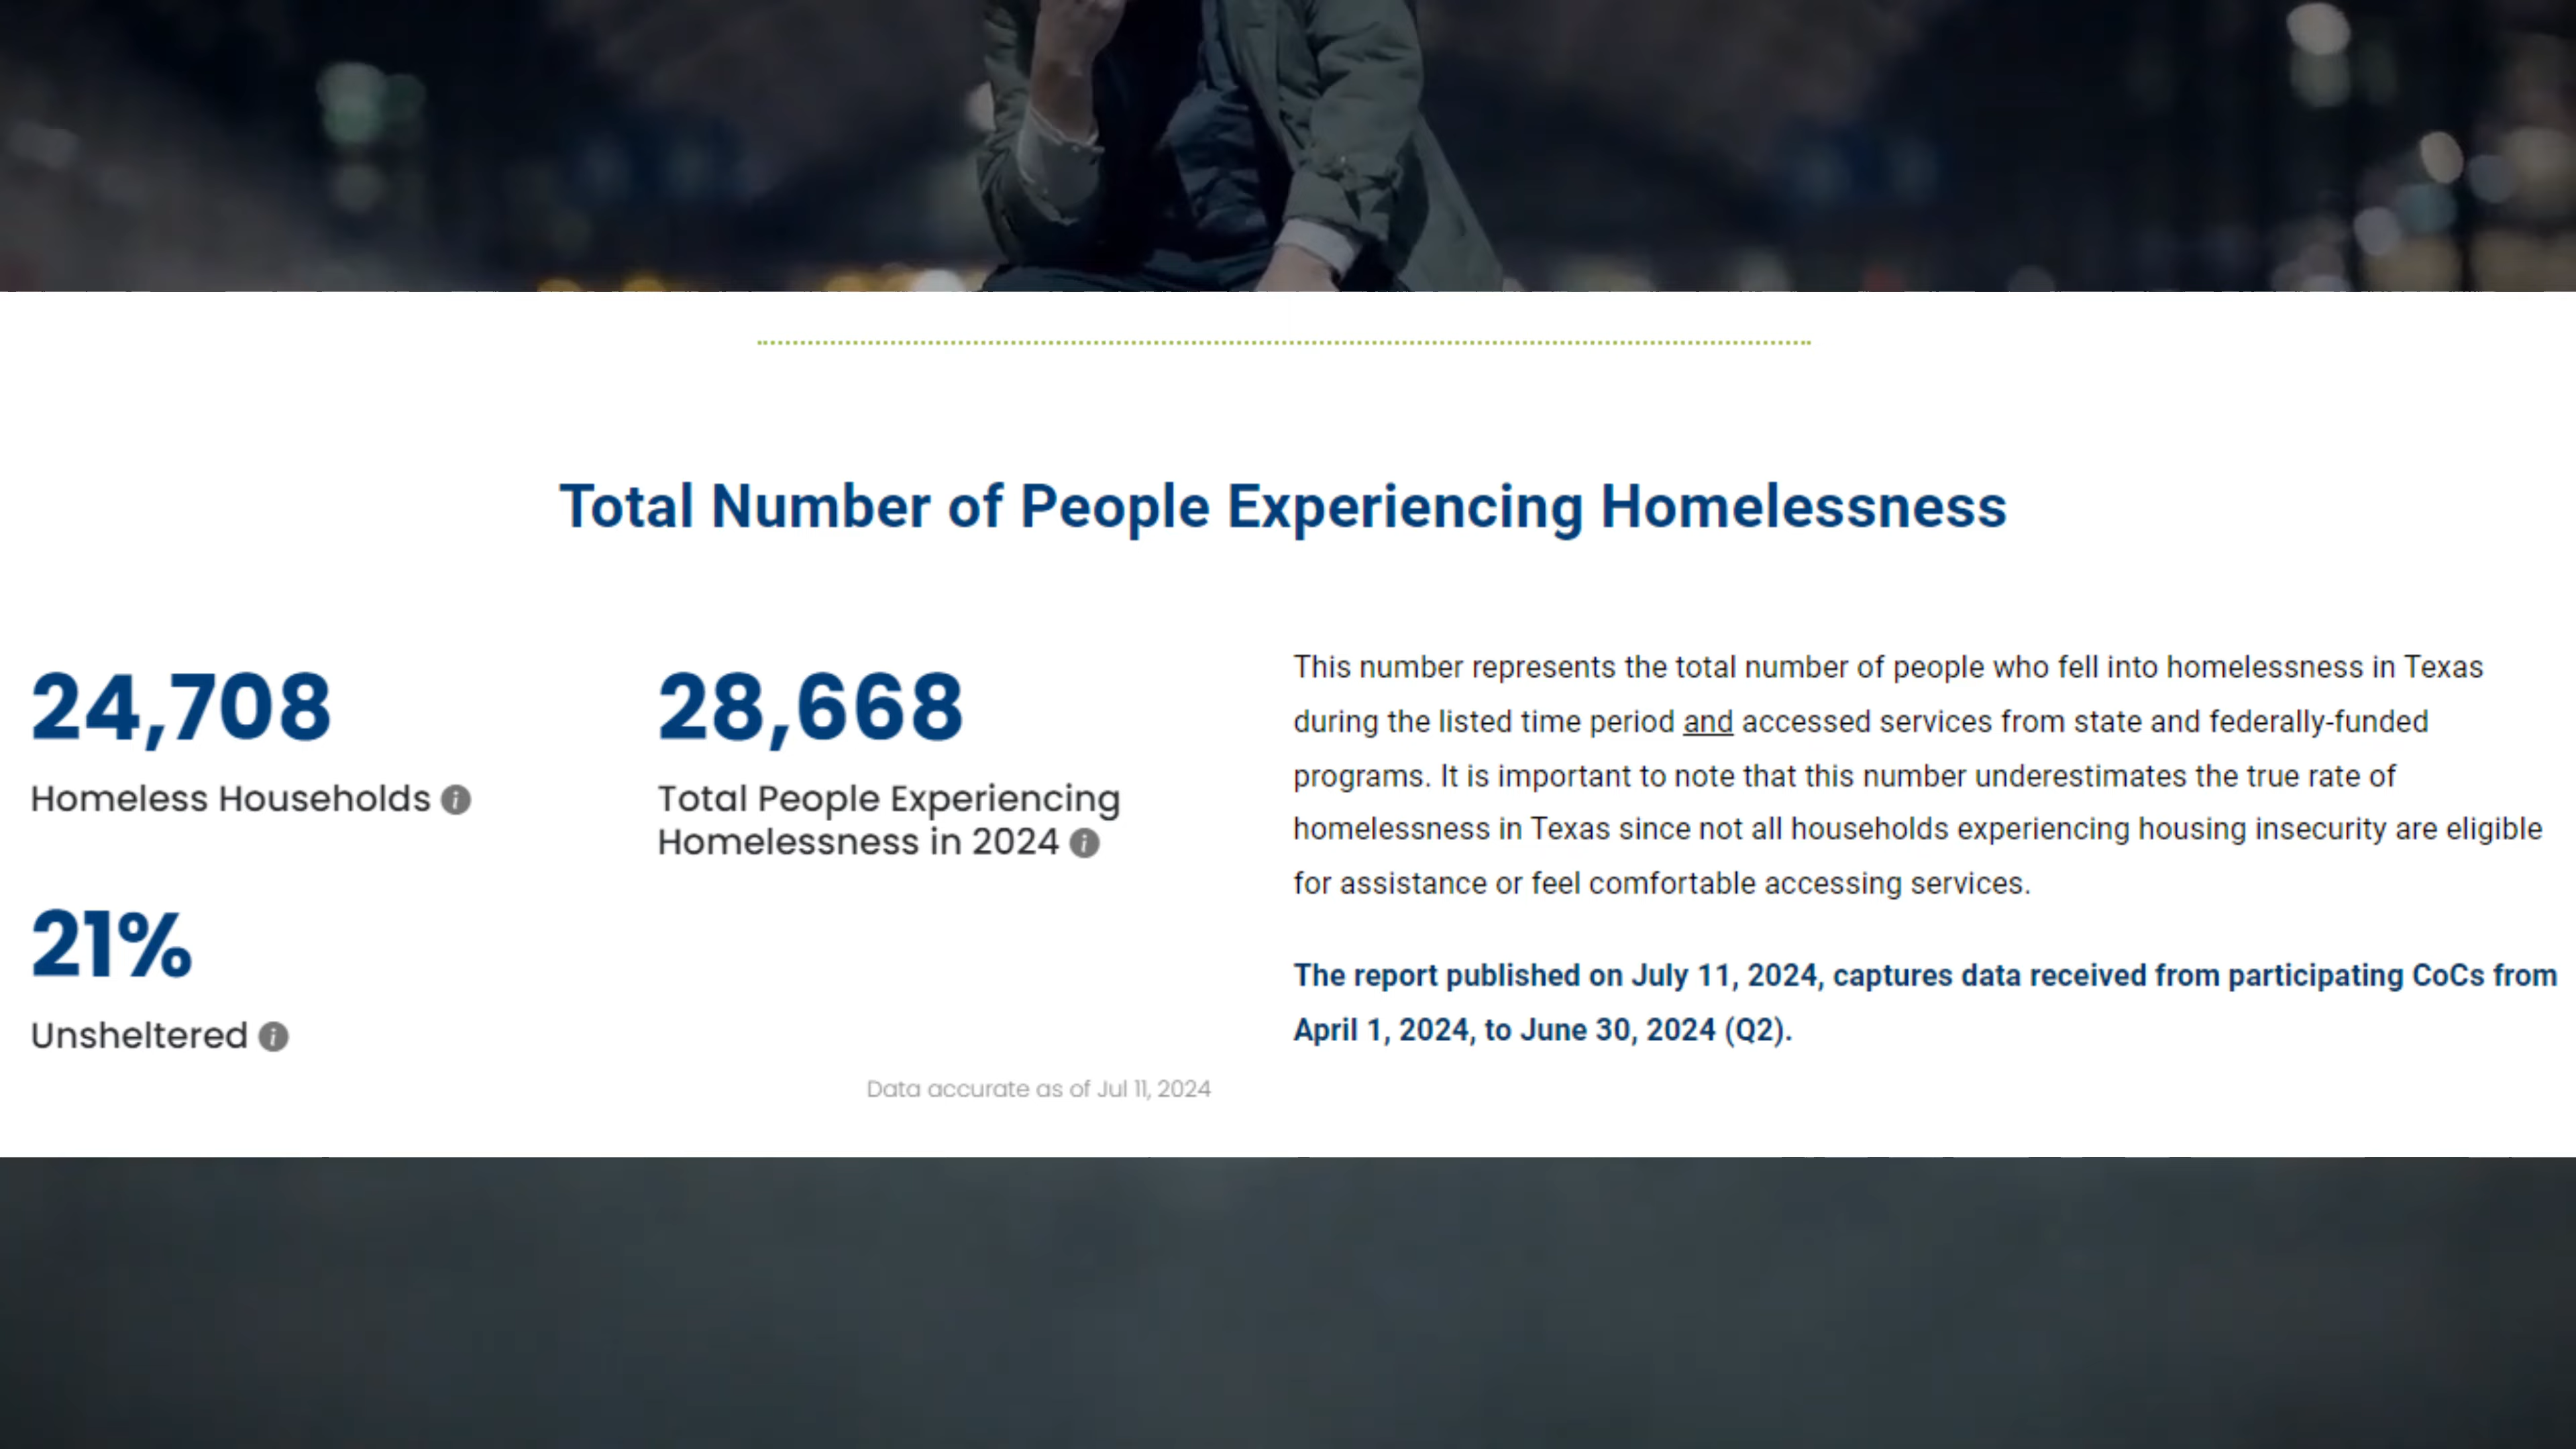 Total Number of People Experiencing Homelessness
24,708
Homeless Households
28,668
Total People Experiencing
Homelessness in 2024
21%
Unsheltered
Data accurate as of Jul 11, 2024
This number represents the total number of people who fell into homelessness in Texas
during the listed time period and accessed services from state and federally-funded
programs. It is important to note that this number underestimates the true rate of
homelessness in Texas since not all households experiencing housing insecurity are eligible
for assistance or feel comfortable accessing services.
The report published on July 11, 2024, captures data received from participating CoCs from
April 1, 2024, to June 30, 2024 (Q2).